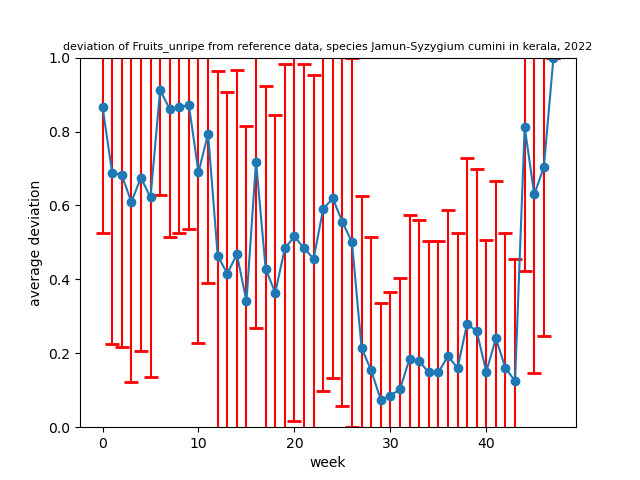 deviation of Fruits_unripe from reference data, species Jamun-Syzygium cumini in kerala, 2022
1.0
0.8
0.6
0.4
0.2
0.0
average deviation
0 10 20 30 40
week